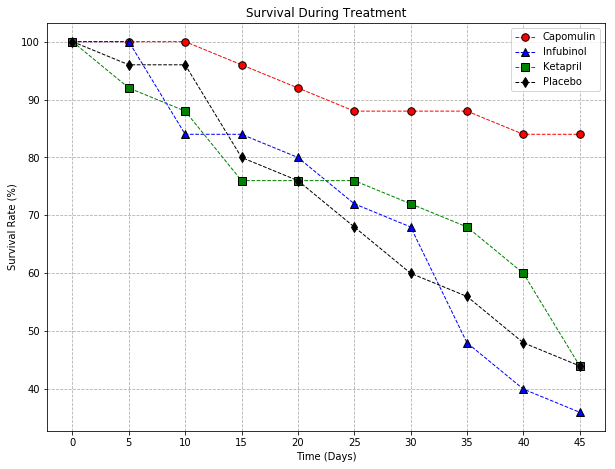 Survival During Treatment
Capomulin
Infubinol
Ketapril
Placebo
Survival Rate (%)
100
90
80
70
60
50
40
0 5 10 15 20 25 30 35 40 45
Time (Days)